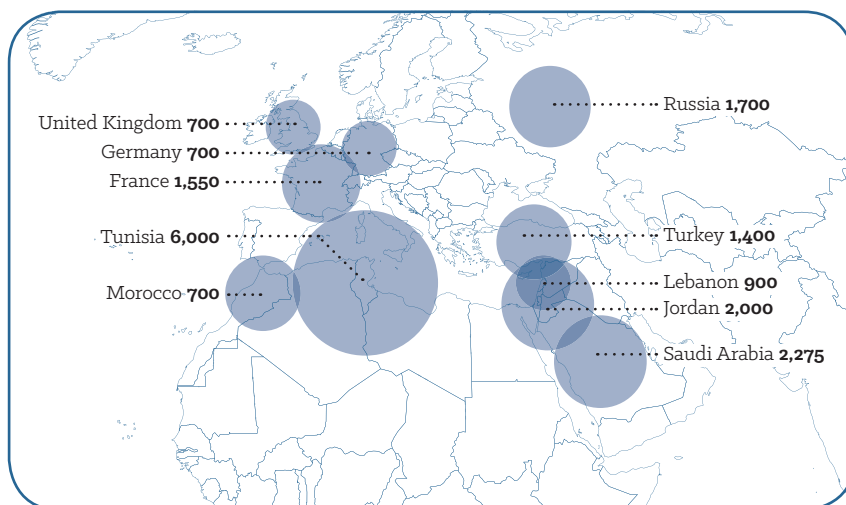 Russia 1,700
United Kingdom 700
Germany 700
France 1,550
Tunisia 6,000
Turkey 1,400
Lebanon 900
Morocco 700
Jordan 2,000
Saudi Arabia 2,275